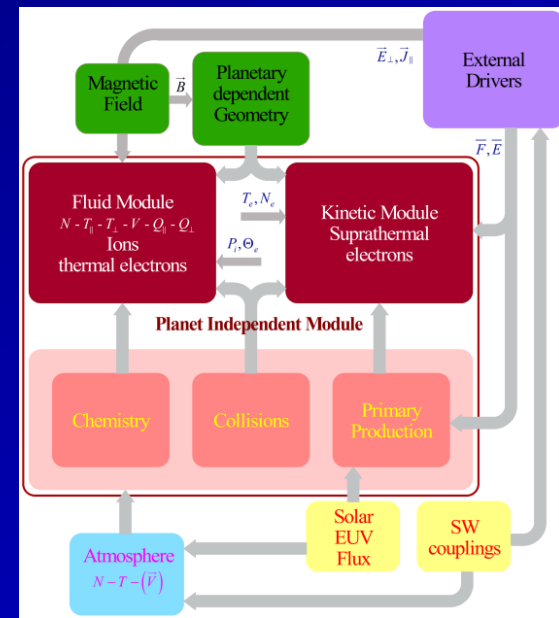 Magnetic
Field
B⃗
Planetary
dependent
Geometry
E⃗⊥, J⃗∥
External
Drivers
F̅, E̅
Fluid Module
N - T∥ - T⊥ - V - Q∥ - Q⊥
Ions
thermal electrons
Tₑ, Nₑ
Pᵢ, Θₑ
Kinetic Module
Suprathermal
electrons
Planet Independent Module
Chemistry
Collisions
Primary
Production
Atmosphere
N - T - (V⃗)
Solar
EUV
Flux
SW
couplings